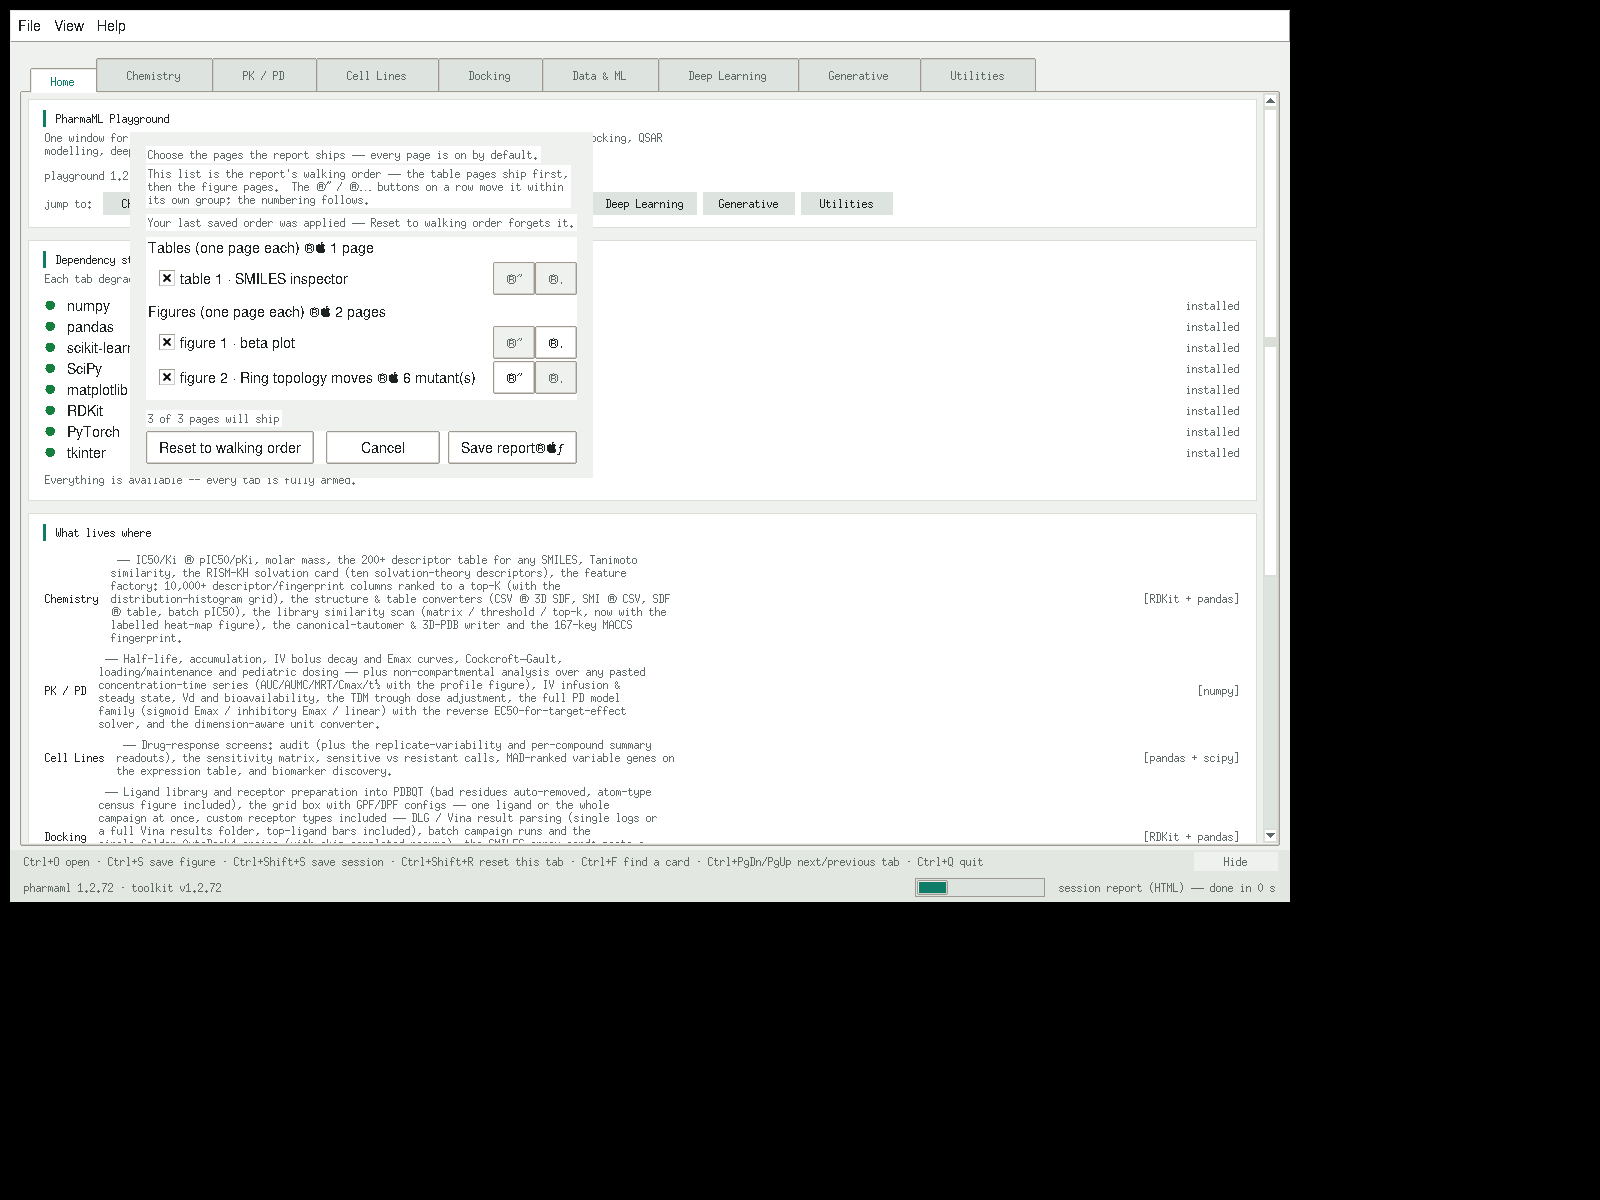 File View Help
Home Chemistry PK / PD Cell Lines Docking Data & ML Deep Learning Generative Utilities
PharmaML Playground
One window for ocking, QSAR
modelling, deep
playground 1.2
jump to: Deep Learning Generative Utilities
Choose the pages the report ships — every page is on by default.
This list is the report's walking order — the table pages ship first,
then the figure pages. The ®˝ / ®… buttons on a row move it within
its own group; the numbering follows.
Your last saved order was applied — Reset to walking order forgets it.
Tables (one page each) ® 1 page
table 1 · SMILES inspector ®˝ ®.
Figures (one page each) ® 2 pages
figure 1 · beta plot ®˝ ®.
figure 2 · Ring topology moves ® 6 mutant(s) ®˝ ®.
3 of 3 pages will ship
Reset to walking order Cancel Save report®ƒ
Dependency st
Each tab degra
numpy installed
pandas installed
scikit-learn installed
SciPy installed
matplotlib installed
RDKit installed
PyTorch installed
tkinter installed
Everything is available -- every tab is fully armed.
What lives where
Chemistry — IC50/Ki ® pIC50/pKi, molar mass, the 200+ descriptor table for any SMILES, Tanimoto
similarity, the RISM-KH solvation card (ten solvation-theory descriptors), the feature
factory: 10,000+ descriptor/fingerprint columns ranked to a top-K (with the
distribution-histogram grid), the structure & table converters (CSV ® 3D SDF, SMI ® CSV, SDF
® table, batch pIC50), the library similarity scan (matrix / threshold / top-k, now with the
labelled heat-map figure), the canonical-tautomer & 3D-PDB writer and the 167-key MACCS
fingerprint.
[RDKit + pandas]
PK / PD — Half-life, accumulation, IV bolus decay and Emax curves, Cockcroft–Gault,
loading/maintenance and pediatric dosing — plus non-compartmental analysis over any pasted
concentration-time series (AUC/AUMC/MRT/Cmax/t½ with the profile figure), IV infusion &
steady state, Vd and bioavailability, the TDM trough dose adjustment, the full PD model
family (sigmoid Emax / inhibitory Emax / linear) with the reverse EC50-for-target-effect
solver, and the dimension-aware unit converter.
[numpy]
Cell Lines — Drug-response screens: audit (plus the replicate-variability and per-compound summary
readouts), the sensitivity matrix, sensitive vs resistant calls, MAD-ranked variable genes on
the expression table, and biomarker discovery.
[pandas + scipy]
Docking — Ligand library and receptor preparation into PDBQT (bad residues auto-removed, atom-type
census figure included), the grid box with GPF/DPF configs — one ligand or the whole
campaign at once, custom receptor types included — DLG / Vina result parsing (single logs or
a full Vina results folder, top-ligand bars included), batch campaign runs and the
[RDKit + pandas]
Ctrl+O open · Ctrl+S save figure · Ctrl+Shift+S save session · Ctrl+Shift+R reset this tab · Ctrl+F find a card · Ctrl+PgDn/PgUp next/previous tab · Ctrl+Q quit Hide
pharmaml 1.2.72 · toolkit v1.2.72 session report (HTML) — done in 0 s